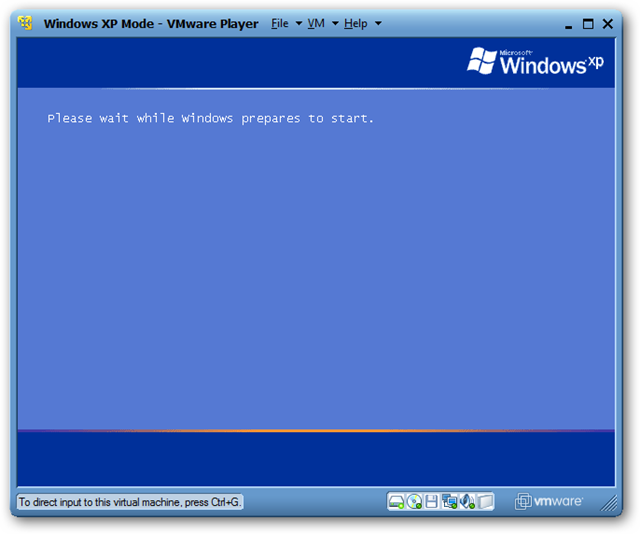 Windows XP Mode - VMware Player File VM Help
Microsoft
Windows xp
Please wait while Windows prepares to start.
To direct input to this virtual machine, press Ctrl+G.
vmware